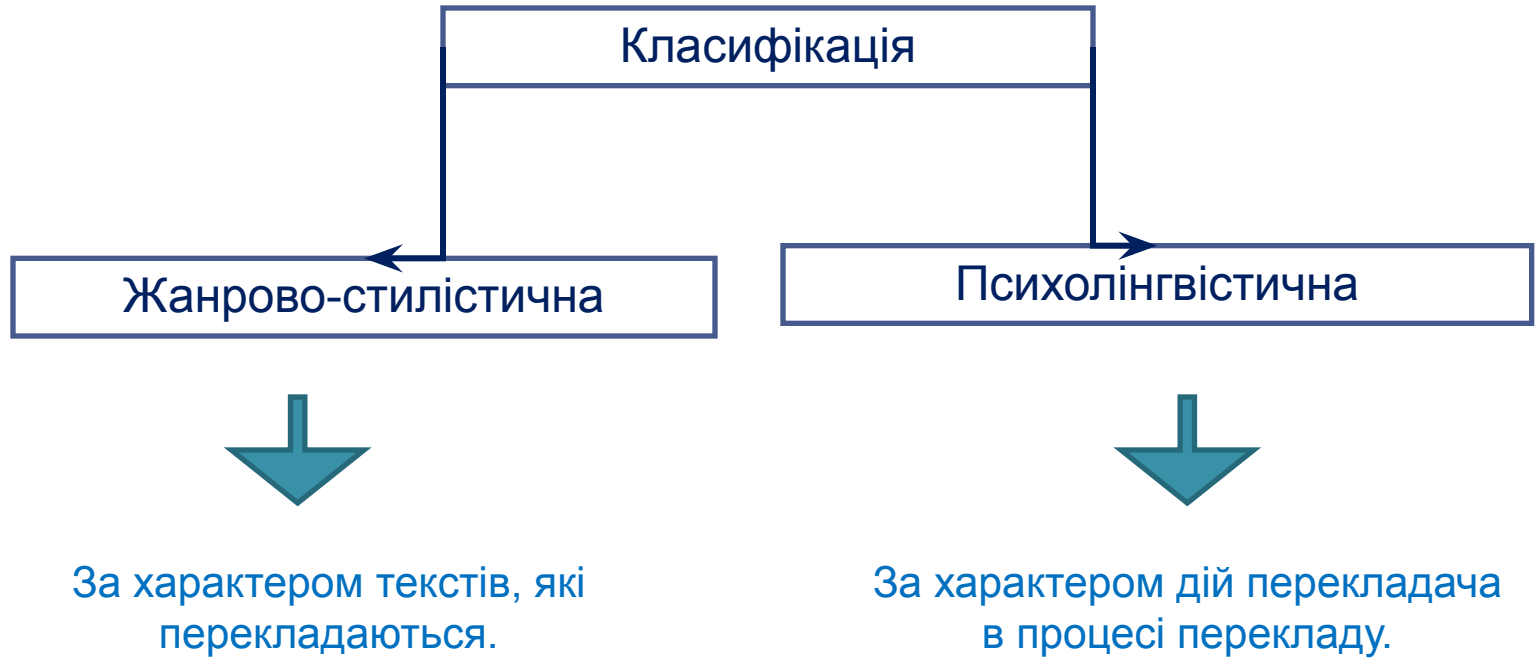 Класифікація
Жанрово-стилістична
Психолінгвістична
За характером текстів, які
перекладаються.
За характером дій перекладача
в процесі перекладу.